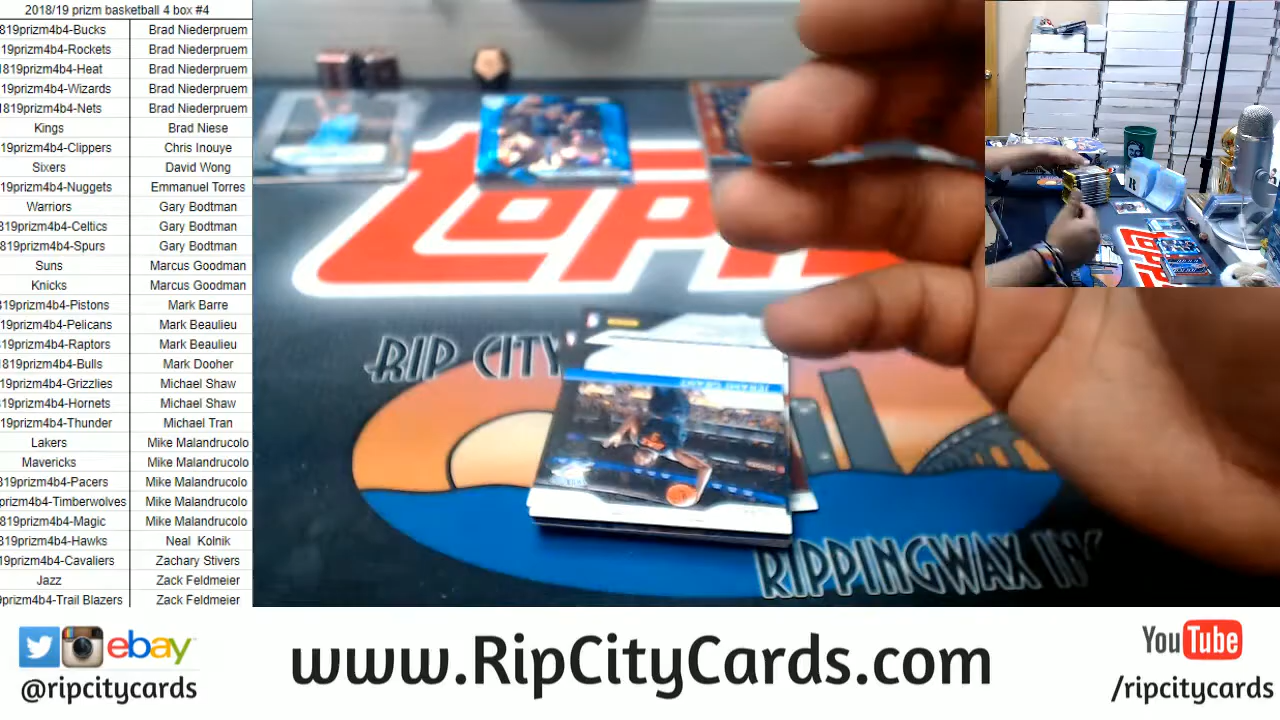 2018/19 prizm basketball 4 box #4
819prizm4b4-Bucks Brad Niederpruem
19prizm4b4-Rockets Brad Niederpruem
1819prizm4b4-Heat Brad Niederpruem
19prizm4b4-Wizards Brad Niederpruem
1819prizm4b4-Nets Brad Niederpruem
Kings Brad Niese
19prizm4b4-Clippers Chris Inouye
Sixers David Wong
19prizm4b4-Nuggets Emmanuel Torres
Warriors Gary Bodtman
819prizm4b4-Celtics Gary Bodtman
819prizm4b4-Spurs Gary Bodtman
Suns Marcus Goodman
Knicks Marcus Goodman
819prizm4b4-Pistons Mark Barre
19prizm4b4-Pelicans Mark Beaulieu
19prizm4b4-Raptors Mark Beaulieu
1819prizm4b4-Bulls Mark Dooher
19prizm4b4-Grizzlies Michael Shaw
19prizm4b4-Hornets Michael Shaw
19prizm4b4-Thunder Michael Tran
Lakers Mike Malandrucolo
Mavericks Mike Malandrucolo
819prizm4b4-Pacers Mike Malandrucolo
prizm4b4-Timberwolves Mike Malandrucolo
819prizm4b4-Magic Mike Malandrucolo
819prizm4b4-Hawks Neal Kolnik
19prizm4b4-Cavaliers Zachary Stivers
Jazz Zack Feldmeier
9prizm4b4-Trail Blazers Zack Feldmeier
RIP CITY
JERAMI GRANT
RIPPINGWAX
ebay
@ripcitycards
www.RipCityCards.com
YouTube
/ripcitycards